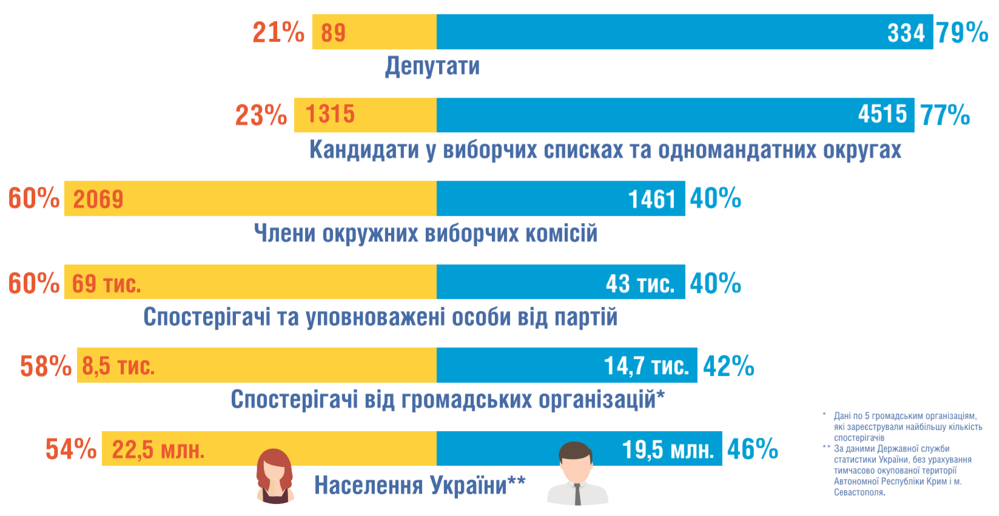 21% 89 334 79%
Депутати
23% 1315 4515 77%
Кандидати у виборчих списках та одномандатних округах
60% 2069 1461 40%
Члени окружних виборчих комісій
60% 69 тис. 43 тис. 40%
Спостерігачі та уповноважені особи від партій
58% 8,5 тис. 14,7 тис. 42%
Спостерігачі від громадських організацій*
54% 22,5 млн. 19,5 млн. 46%
Населення України**
* Дані по 5 громадським організаціям,
які зареєстрували найбільшу кількість
спостерігачів
** За даними Державної служби
статистики України, без урахування
тимчасово окупованої території
Автономної Республіки Крим і м.
Севастополя.